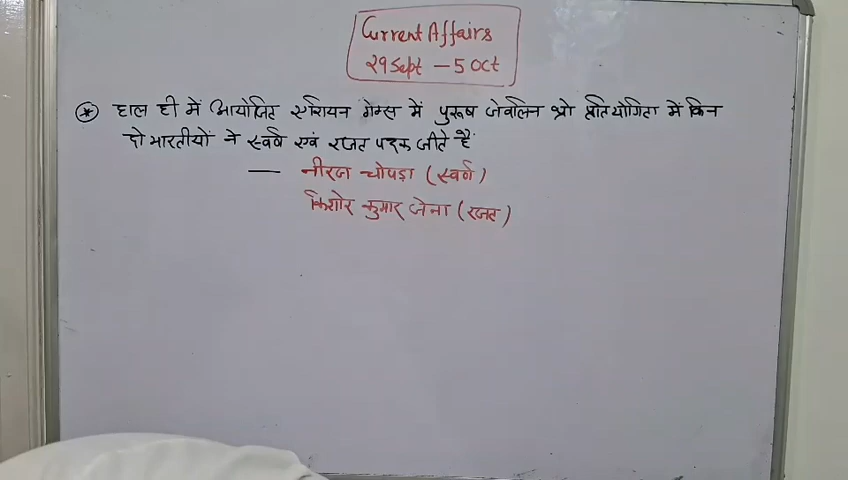 Current Affairs
29 Sept — 5 Oct
* हाल ही में आयोजित एशियन गेम्स में पुरूष जेवलिन थ्रो प्रतियोगिता में किन
दो भारतीयों ने स्वर्ण एवं रजत पदक जीते हैं
— नीरज चोपड़ा (स्वर्ण)
किशोर कुमार जेना (रजत)